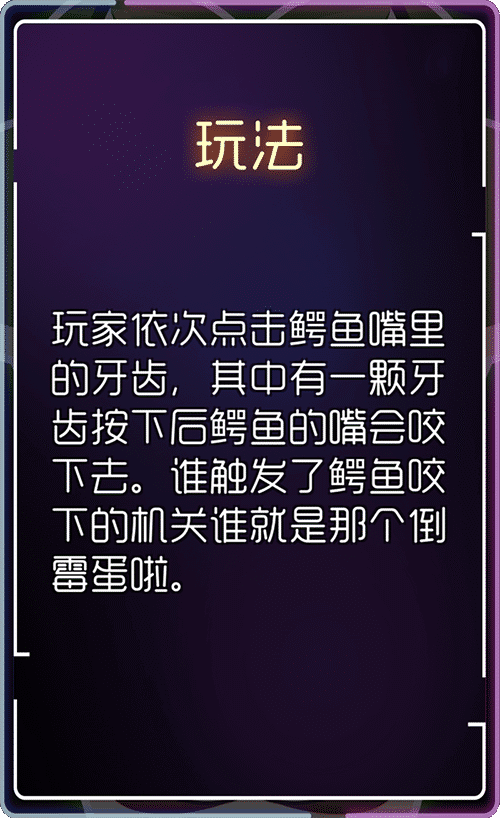 玩法
玩家依次点击鳄鱼嘴里
的牙齿，其中有一颗牙
齿按下后鳄鱼的嘴会咬
下去。谁触发了鳄鱼咬
下的机关谁就是那个倒
霉蛋啦。